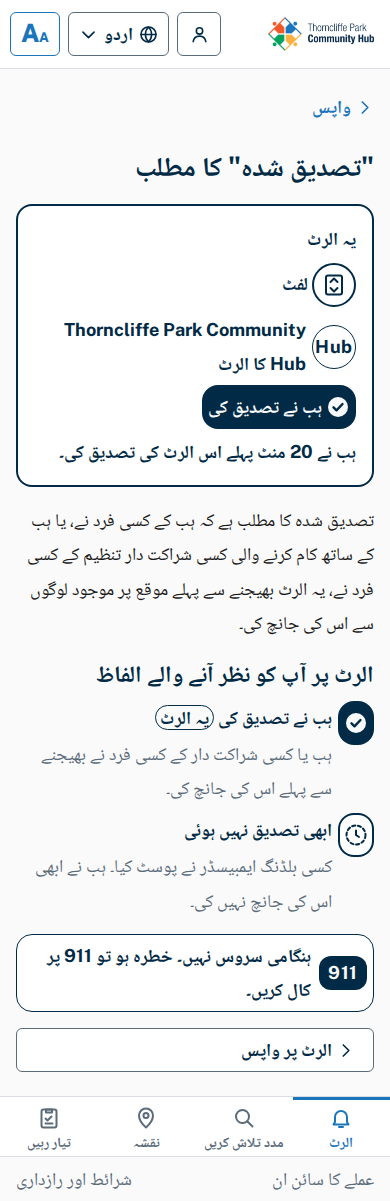 Thorncliffe Park
Community Hub
اردو
AA
واپس
"تصدیق شدہ" کا مطلب
یہ الرٹ
لفٹ
Hub
Thorncliffe Park Community
Hub کا الرٹ
ہب نے تصدیق کی
ہب نے 20 منٹ پہلے اس الرٹ کی تصدیق کی۔
تصدیق شدہ کا مطلب ہے کہ ہب کے کسی فرد نے، یا ہب
کے ساتھ کام کرنے والی کسی شراکت دار تنظیم کے کسی
فرد نے، یہ الرٹ بھیجنے سے پہلے موقع پر موجود لوگوں
سے اس کی جانچ کی۔
الرٹ پر آپ کو نظر آنے والے الفاظ
ہب نے تصدیق کی یہ الرٹ
ہب یا کسی شراکت دار کے کسی فرد نے بھیجنے
سے پہلے اس کی جانچ کی۔
ابھی تصدیق نہیں ہوئی
کسی بلڈنگ ایمبیسڈر نے پوسٹ کیا۔ ہب نے ابھی
اس کی جانچ نہیں کی۔
911
ہنگامی سروس نہیں۔ خطرہ ہو تو 911 پر
کال کریں۔
الرٹ پر واپس
الرٹ
مدد تلاش کریں
نقشہ
تیار رہیں
عملے کا سائن ان
شرائط اور رازداری